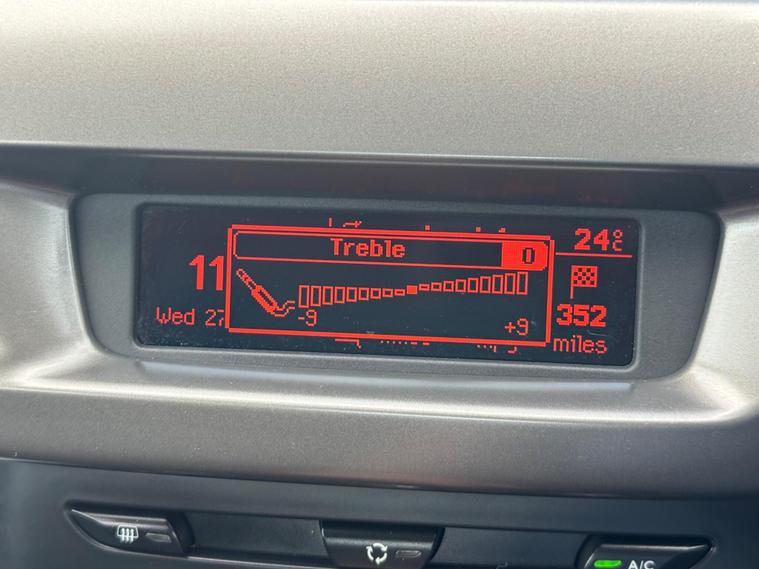 Treble 0
24°C
11
-9 +9
352
Wed 27
miles
A/C